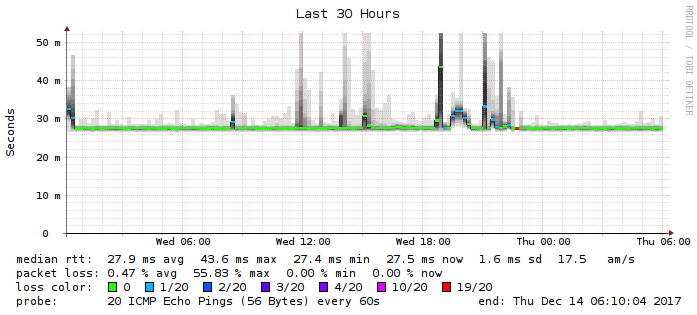 Last 30 Hours
RRDTOOL / TOBI OETIKER
Seconds
50 m
40 m
30 m
20 m
10 m
0
Wed 06:00 Wed 12:00 Wed 18:00 Thu 00:00 Thu 06:00
median rtt: 27.9 ms avg 43.6 ms max 27.4 ms min 27.5 ms now 1.6 ms sd 17.5 am/s
packet loss: 0.47 % avg 55.83 % max 0.00 % min 0.00 % now
loss color: 0 1/20 2/20 3/20 4/20 10/20 19/20
probe: 20 ICMP Echo Pings (56 Bytes) every 60s end: Thu Dec 14 06:10:04 2017